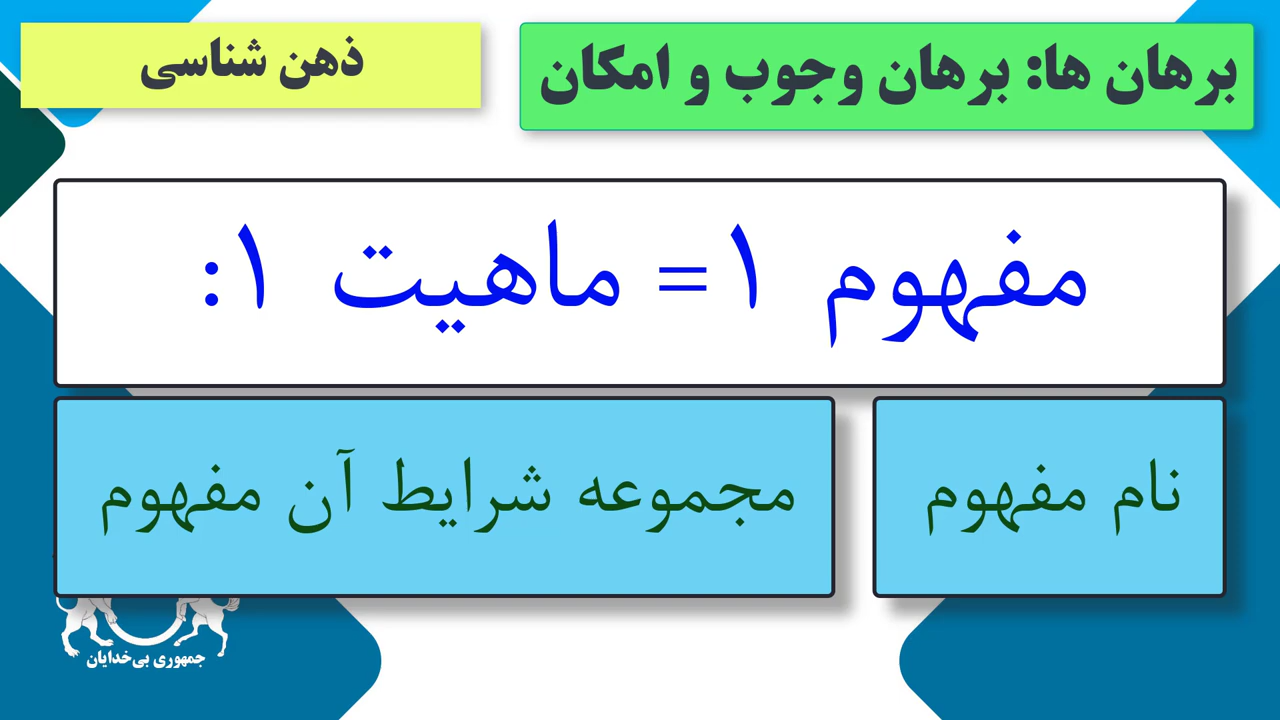 برهان ها: برهان وجوب و امکان
ذهن شناسی
مفهوم ۱ = ماهیت ۱:
نام مفهوم
مجموعه شرایط آن مفهوم
جمهوری بی‌خدایان